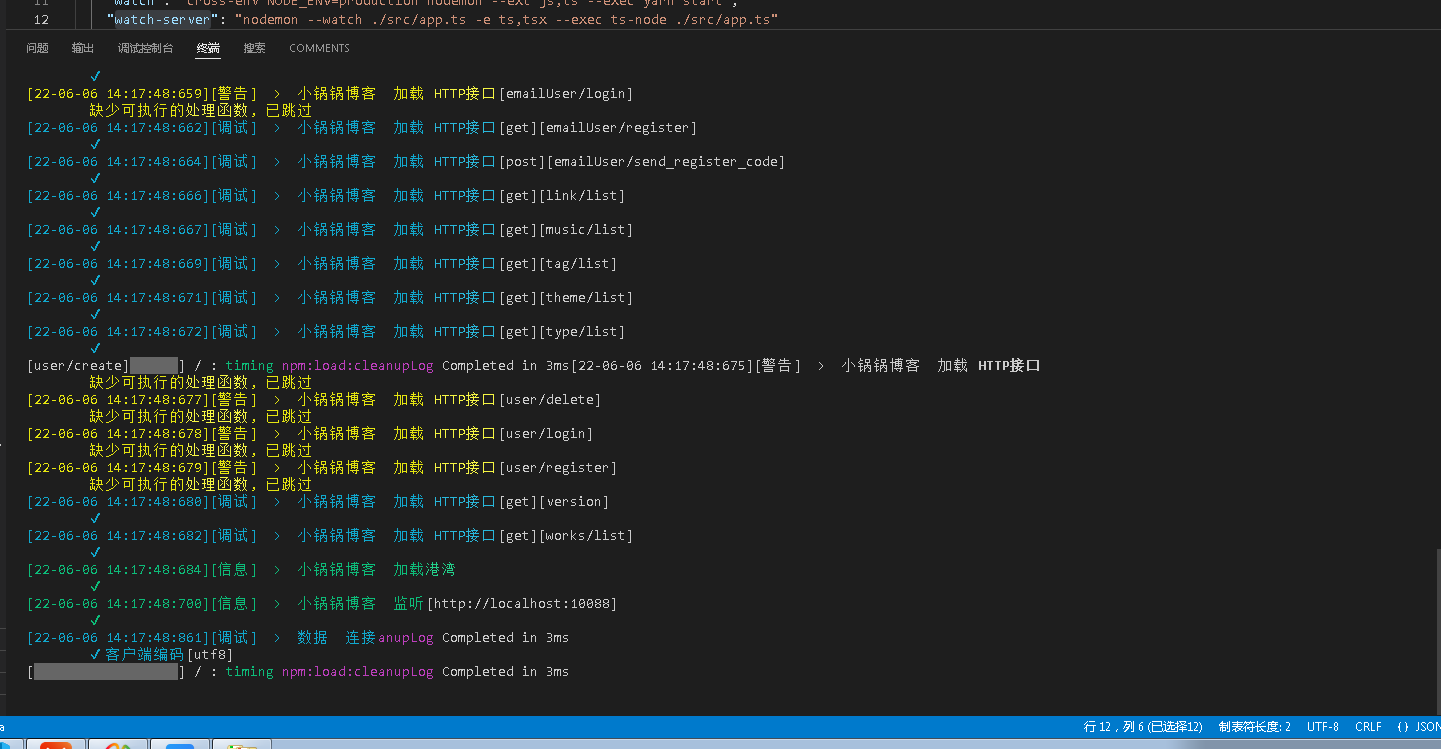 11 "watch": "cross-env NODE_ENV=production nodemon --ext js,ts --exec yarn start",
12 "watch-server": "nodemon --watch ./src/app.ts -e ts,tsx --exec ts-node ./src/app.ts"
问题 输出 调试控制台 终端 搜索 COMMENTS
✓
[22-06-06 14:17:48:659][警告] > 小锅锅博客 加载 HTTP接口[emailUser/login]
缺少可执行的处理函数, 已跳过
[22-06-06 14:17:48:662][调试] > 小锅锅博客 加载 HTTP接口[get][emailUser/register]
✓
[22-06-06 14:17:48:664][调试] > 小锅锅博客 加载 HTTP接口[post][emailUser/send_register_code]
✓
[22-06-06 14:17:48:666][调试] > 小锅锅博客 加载 HTTP接口[get][link/list]
✓
[22-06-06 14:17:48:667][调试] > 小锅锅博客 加载 HTTP接口[get][music/list]
✓
[22-06-06 14:17:48:669][调试] > 小锅锅博客 加载 HTTP接口[get][tag/list]
✓
[22-06-06 14:17:48:671][调试] > 小锅锅博客 加载 HTTP接口[get][theme/list]
✓
[22-06-06 14:17:48:672][调试] > 小锅锅博客 加载 HTTP接口[get][type/list]
✓
[user/create] ] / : timing npm:load:cleanupLog Completed in 3ms[22-06-06 14:17:48:675][警告] > 小锅锅博客 加载 HTTP接口
缺少可执行的处理函数, 已跳过
[22-06-06 14:17:48:677][警告] > 小锅锅博客 加载 HTTP接口[user/delete]
缺少可执行的处理函数, 已跳过
[22-06-06 14:17:48:678][警告] > 小锅锅博客 加载 HTTP接口[user/login]
缺少可执行的处理函数, 已跳过
[22-06-06 14:17:48:679][警告] > 小锅锅博客 加载 HTTP接口[user/register]
缺少可执行的处理函数, 已跳过
[22-06-06 14:17:48:680][调试] > 小锅锅博客 加载 HTTP接口[get][version]
✓
[22-06-06 14:17:48:682][调试] > 小锅锅博客 加载 HTTP接口[get][works/list]
✓
[22-06-06 14:17:48:684][信息] > 小锅锅博客 加载港湾
✓
[22-06-06 14:17:48:700][信息] > 小锅锅博客 监听[http://localhost:10088]
✓
[22-06-06 14:17:48:861][调试] > 数据 连接anupLog Completed in 3ms
✓ 客户端编码[utf8]
[ ] / : timing npm:load:cleanupLog Completed in 3ms
行 12，列 6 (已选择12) 制表符长度: 2 UTF-8 CRLF {} JSON